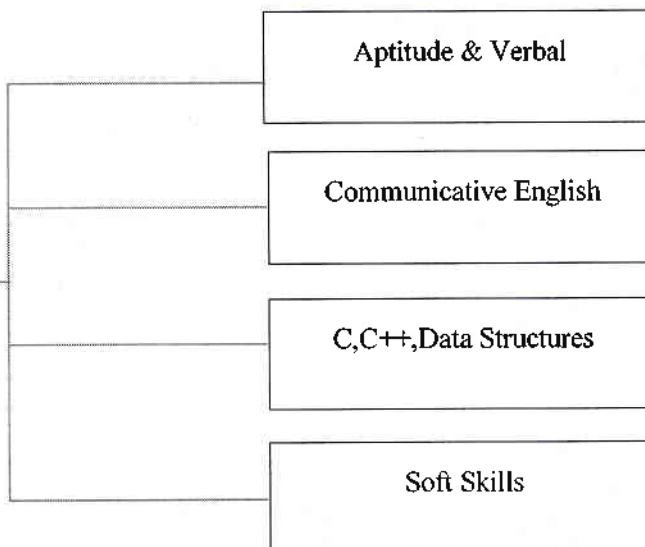 Aptitude & Verbal
Communicative English
C,C++,Data Structures
Soft Skills